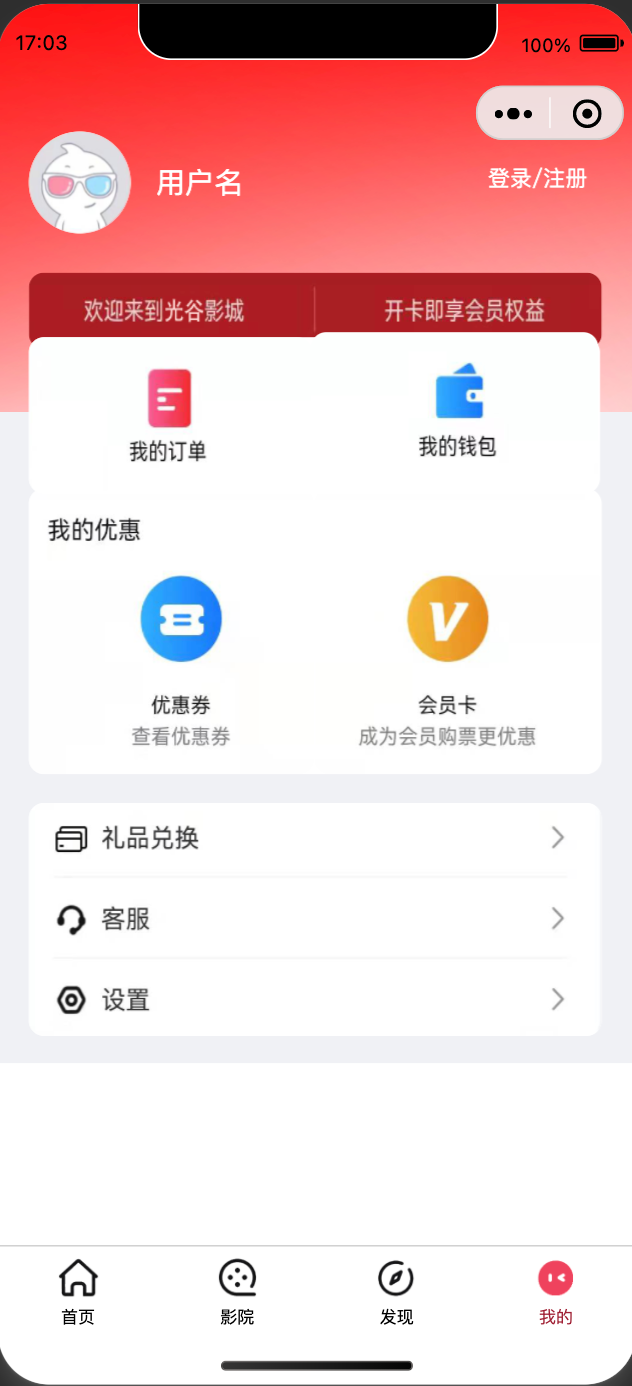 17:03
100%
用户名
登录/注册
欢迎来到光谷影城
开卡即享会员权益
我的订单
我的钱包
我的优惠
优惠券
会员卡
查看优惠券
成为会员购票更优惠
礼品兑换
客服
设置
首页
影院
发现
我的